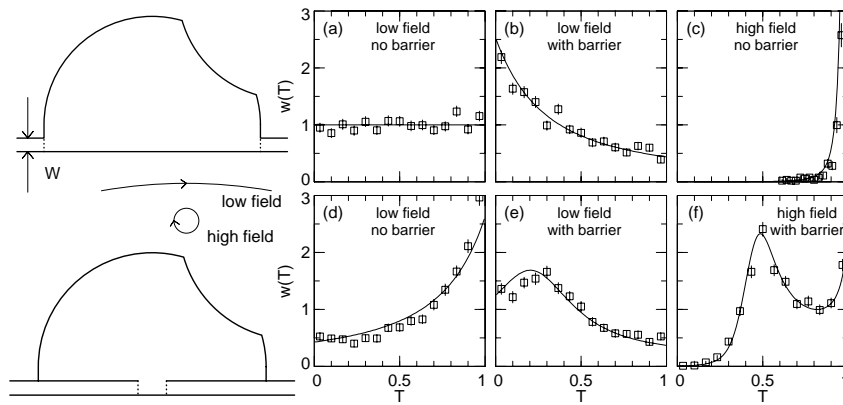 W
low field
high field
w(T)
3
2
1
0
(a)
low field
no barrier
(b)
low field
with barrier
(c)
high field
no barrier
w(T)
3
2
1
0
(d)
low field
no barrier
(e)
low field
with barrier
(f)
high field
with barrier
0
0.5
1
0
0.5
1
0
0.5
1
T
T
T